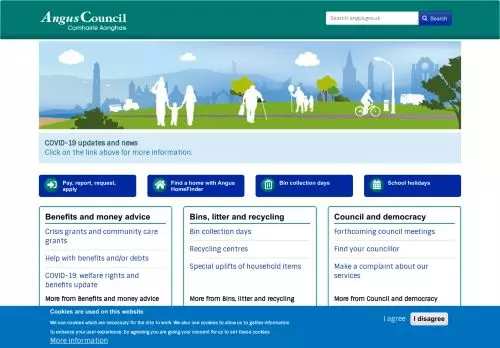 Angus Council
Comhairle Aonghais
Search angus.gov.uk
Search
COVID-19 updates and news
Click on the link above for more information.
Pay, report, request,
apply
Find a home with Angus
HomeFinder
Bin collection days
School holidays
Benefits and money advice
Crisis grants and community care
grants
Help with benefits and/or debts
COVID-19: welfare rights and
benefits update
More from Benefits and money advice
Bins, litter and recycling
Bin collection days
Recycling centres
Special uplifts of household items
More from Bins, litter and recycling
Council and democracy
Forthcoming council meetings
Find your councillor
Make a complaint about our
services
More from Council and democracy
Cookies are used on this website
We use cookies which are necessary for the site to work. We also use cookies to allow us to gather information
to enhance your user experience, by agreeing you are giving your consent for us to set these cookies.
More information
I agree
I disagree